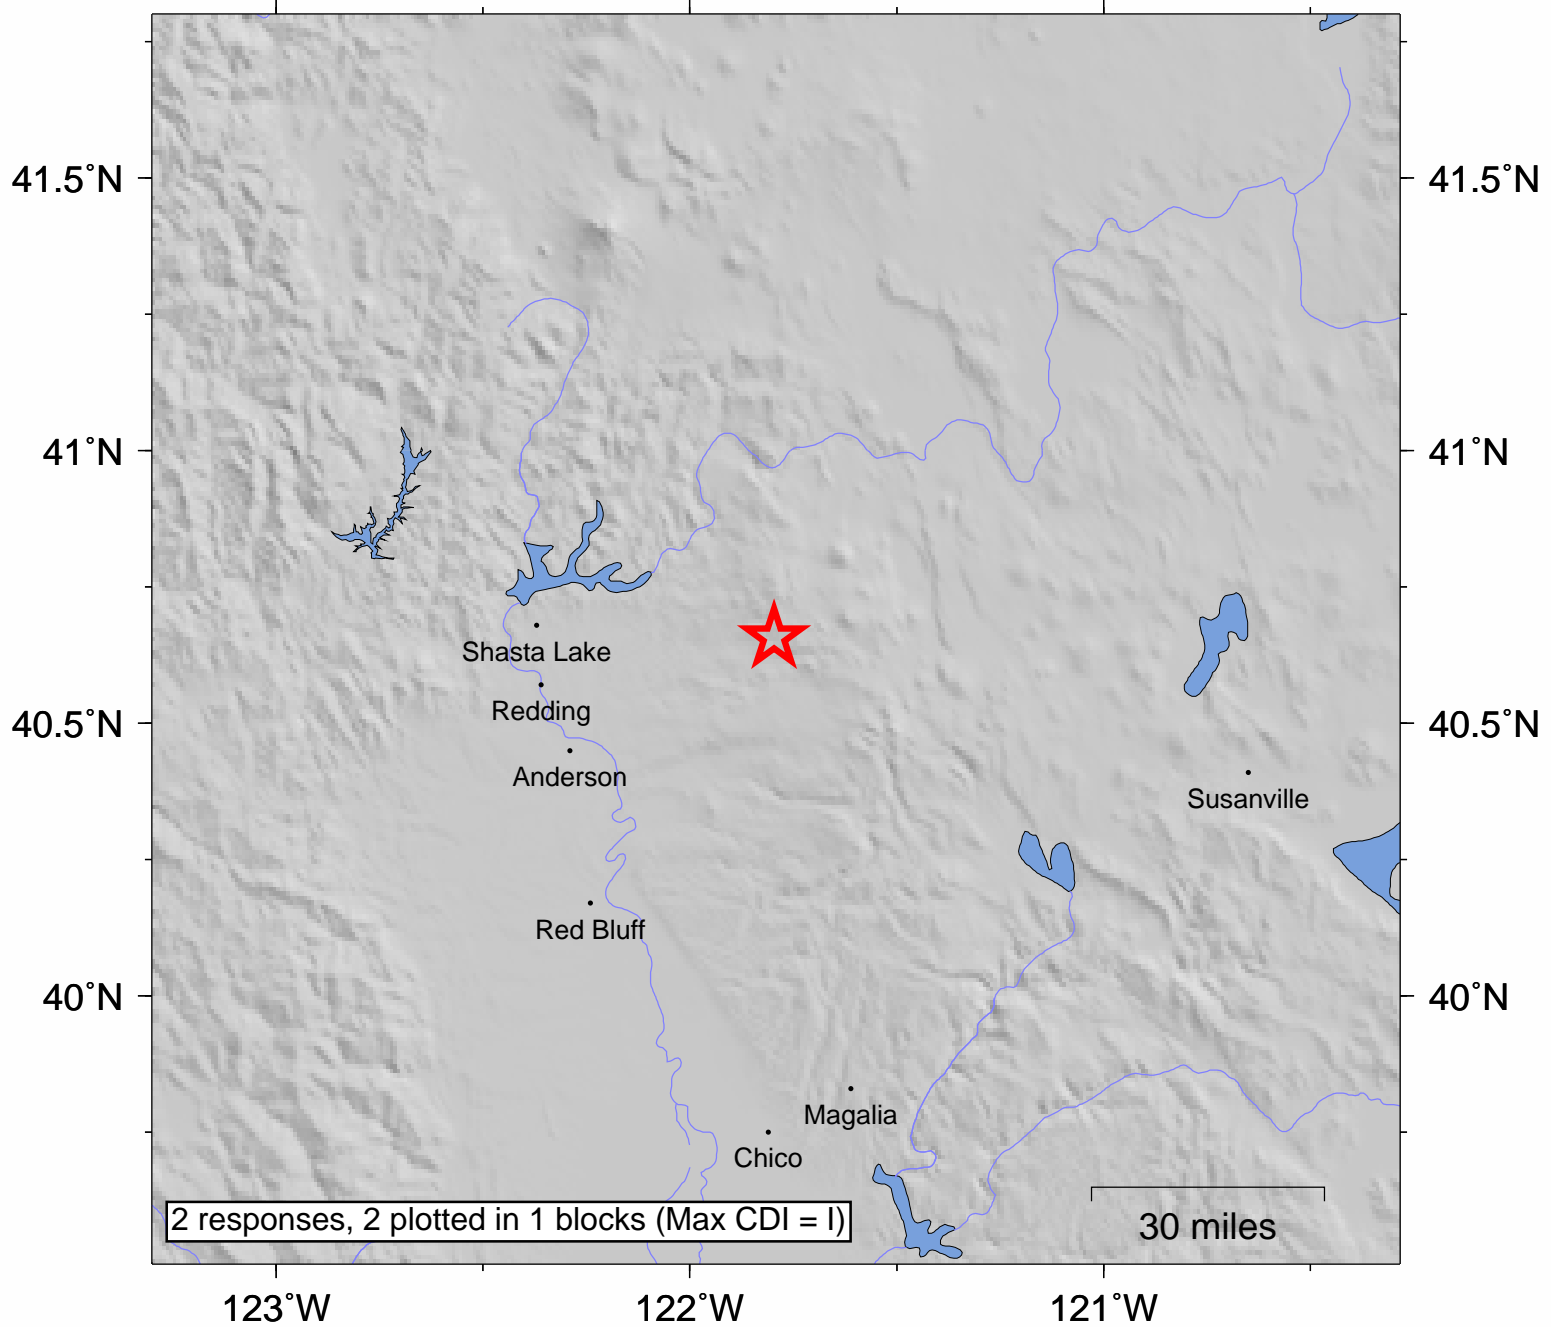 41.5˚N
41.5˚N
41˚N
41˚N
Shasta Lake
Redding
40.5˚N
40.5˚N
Anderson
Susanville
Red Bluff
40˚N
40˚N
Magalia
Chico
2 responses, 2 plotted in 1 blocks (Max CDI = I)
30 miles
123˚W
122˚W
121˚W